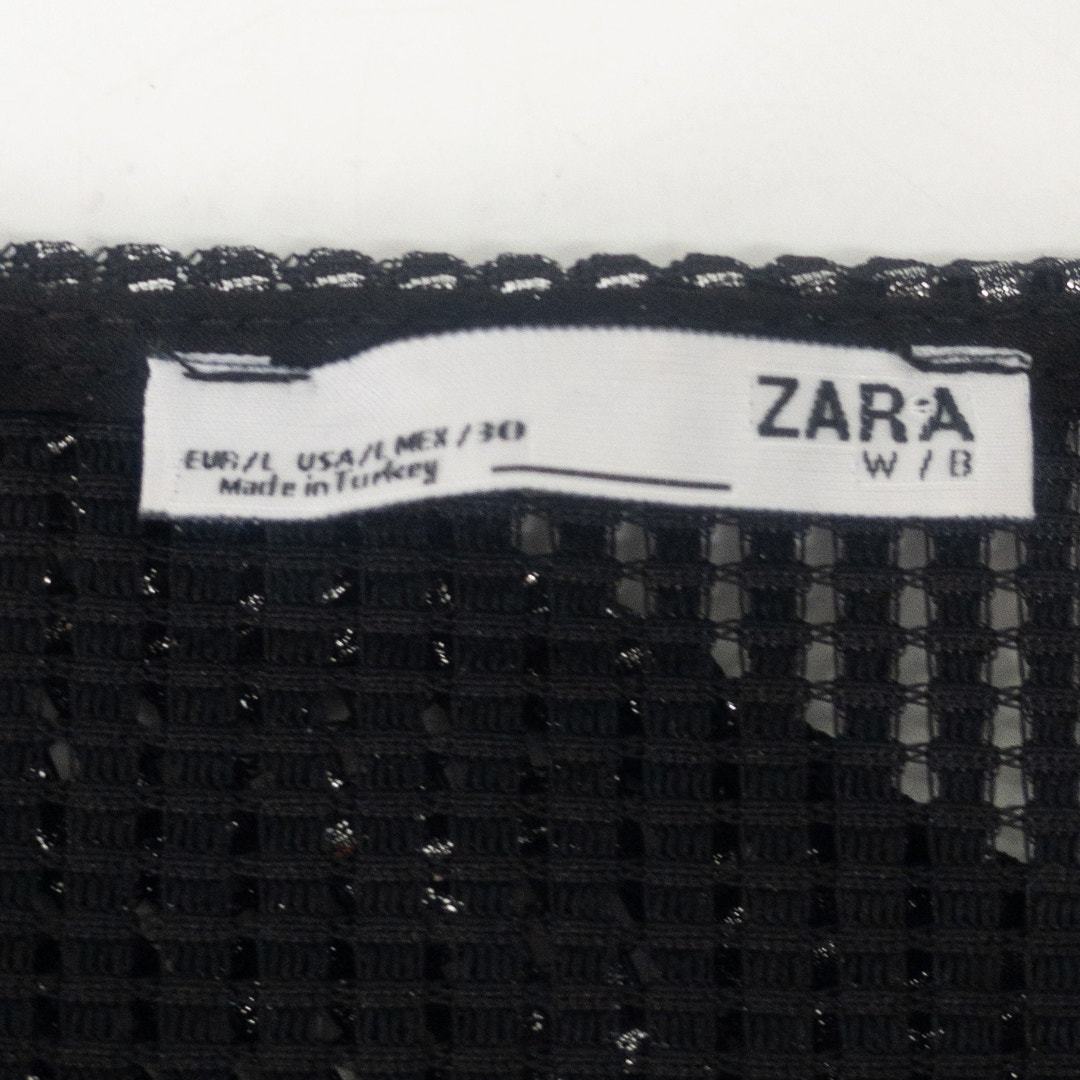 ZARA
W / B
EUR/L USA/L MEX/30
Made in Turkey